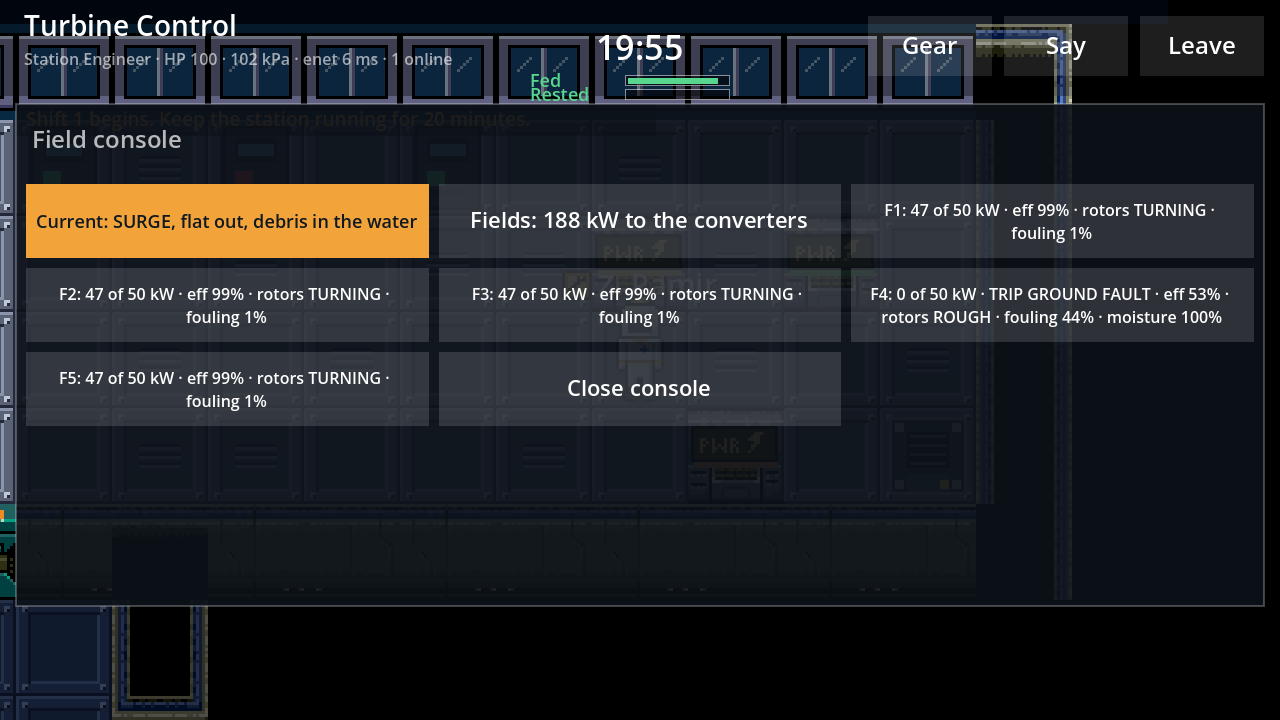 Turbine Control
Station Engineer · HP 100 · 102 kPa · enet 6 ms · 1 online
19:55
Fed
Rested
Gear
Say
Leave
Shift 1 begins. Keep the station running for 20 minutes.
Field console
Current: SURGE, flat out, debris in the water
Fields: 188 kW to the converters
F1: 47 of 50 kW · eff 99% · rotors TURNING ·
fouling 1%
F2: 47 of 50 kW · eff 99% · rotors TURNING ·
fouling 1%
F3: 47 of 50 kW · eff 99% · rotors TURNING ·
fouling 1%
F4: 0 of 50 kW · TRIP GROUND FAULT · eff 53% ·
rotors ROUGH · fouling 44% · moisture 100%
F5: 47 of 50 kW · eff 99% · rotors TURNING ·
fouling 1%
Close console
PWR
PWR
PWR